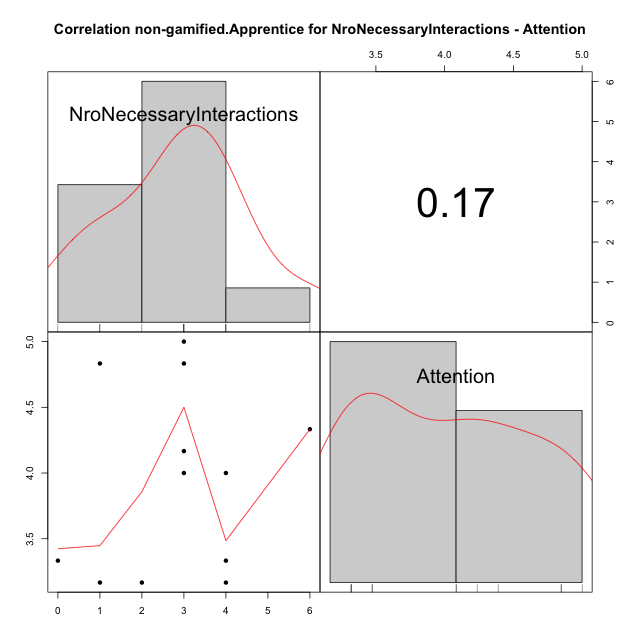 Correlation non-gamified.Apprentice for NroNecessaryInteractions - Attention
3.5 4.0 4.5 5.0
NroNecessaryInteractions
0.17
6
5
4
3
2
1
0
5.0
4.5
4.0
3.5
Attention
0 1 2 3 4 5 6